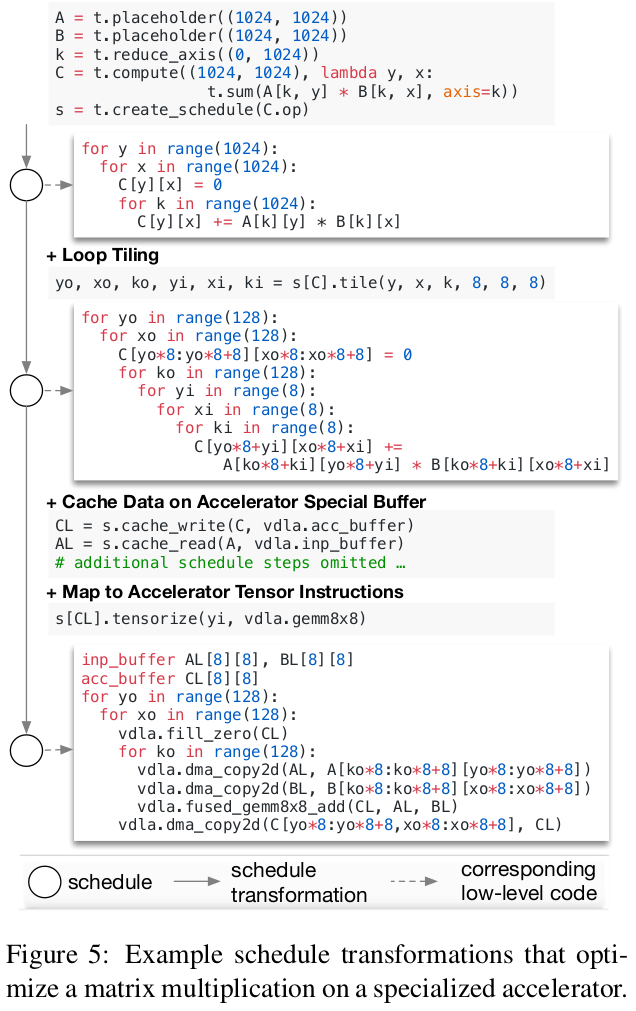 A = t.placeholder((1024, 1024))
B = t.placeholder((1024, 1024))
k = t.reduce_axis((0, 1024))
C = t.compute((1024, 1024), lambda y, x:
                t.sum(A[k, y] * B[k, x], axis=k))
s = t.create_schedule(C.op)
for y in range(1024):
  for x in range(1024):
    C[y][x] = 0
    for k in range(1024):
      C[y][x] += A[k][y] * B[k][x]
+ Loop Tiling
yo, xo, ko, yi, xi, ki = s[C].tile(y, x, k, 8, 8, 8)
for yo in range(128):
  for xo in range(128):
    C[yo*8:yo*8+8][xo*8:xo*8+8] = 0
    for ko in range(128):
      for yi in range(8):
        for xi in range(8):
          for ki in range(8):
            C[yo*8+yi][xo*8+xi] +=
               A[ko*8+ki][yo*8+yi] * B[ko*8+ki][xo*8+xi]
+ Cache Data on Accelerator Special Buffer
CL = s.cache_write(C, vdla.acc_buffer)
AL = s.cache_read(A, vdla.inp_buffer)
# additional schedule steps omitted …
+ Map to Accelerator Tensor Instructions
s[CL].tensorize(yi, vdla.gemm8x8)
inp_buffer AL[8][8], BL[8][8]
acc_buffer CL[8][8]
for yo in range(128):
  for xo in range(128):
    vdla.fill_zero(CL)
    for ko in range(128):
      vdla.dma_copy2d(AL, A[ko*8:ko*8+8][yo*8:yo*8+8])
      vdla.dma_copy2d(BL, B[ko*8:ko*8+8][xo*8:xo*8+8])
      vdla.fused_gemm8x8_add(CL, AL, BL)
    vdla.dma_copy2d(C[yo*8:yo*8+8,xo*8:xo*8+8], CL)
schedule
schedule
transformation
corresponding
low-level code
Figure 5: Example schedule transformations that opti-
mize a matrix multiplication on a specialized accelerator.